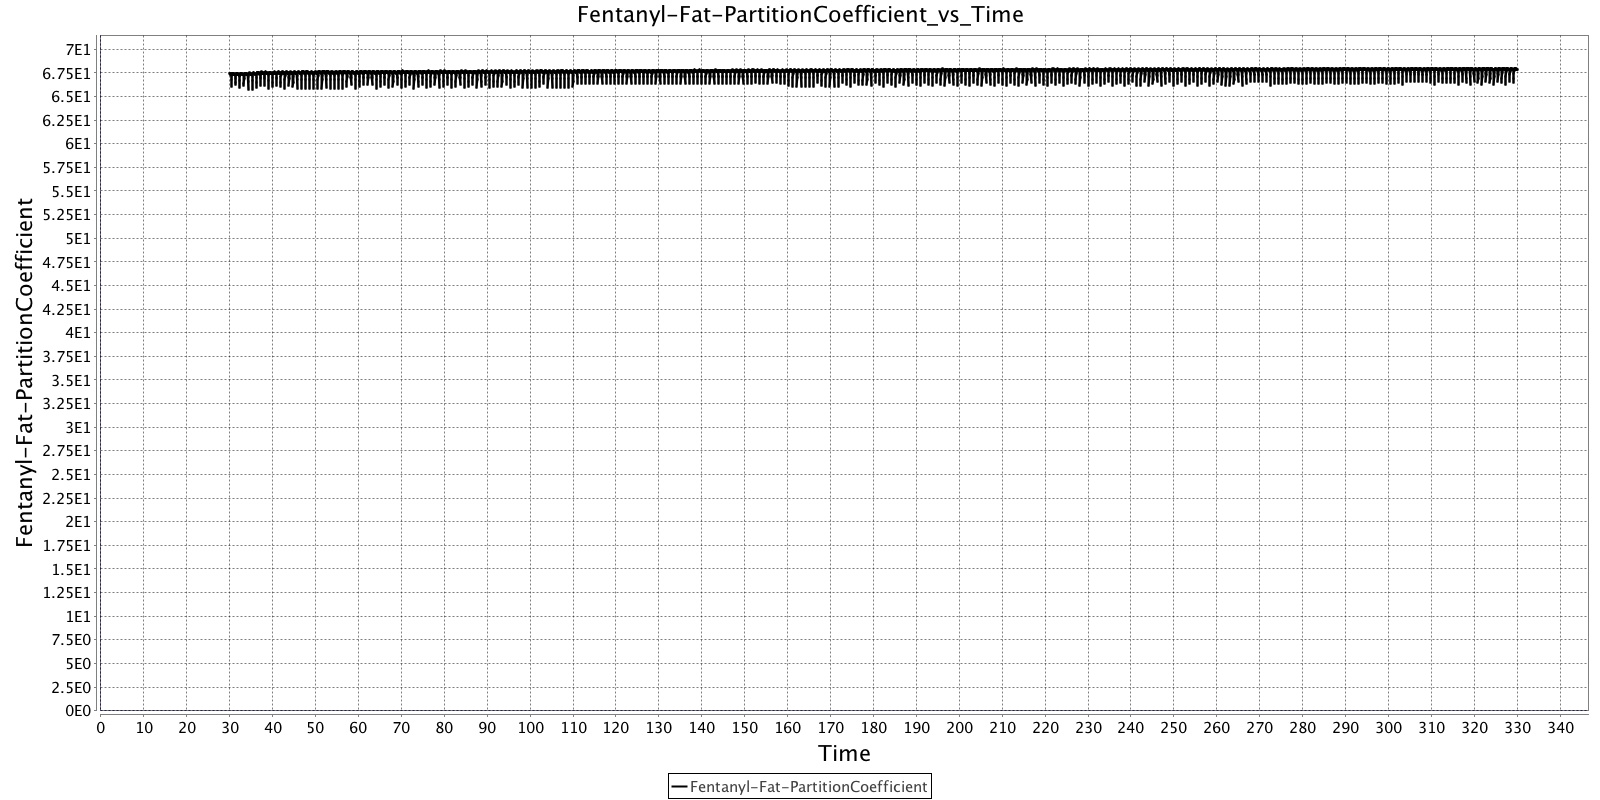 Fentanyl-Fat-PartitionCoefficient_vs_Time
Fentanyl-Fat-PartitionCoefficient
7E1
6.75E1
6.5E1
6.25E1
6E1
5.75E1
5.5E1
5.25E1
5E1
4.75E1
4.5E1
4.25E1
4E1
3.75E1
3.5E1
3.25E1
3E1
2.75E1
2.5E1
2.25E1
2E1
1.75E1
1.5E1
1.25E1
1E1
7.5E0
5E0
2.5E0
0E0
0 10 20 30 40 50 60 70 80 90 100 110 120 130 140 150 160 170 180 190 200 210 220 230 240 250 260 270 280 290 300 310 320 330 340
Time
Fentanyl-Fat-PartitionCoefficient